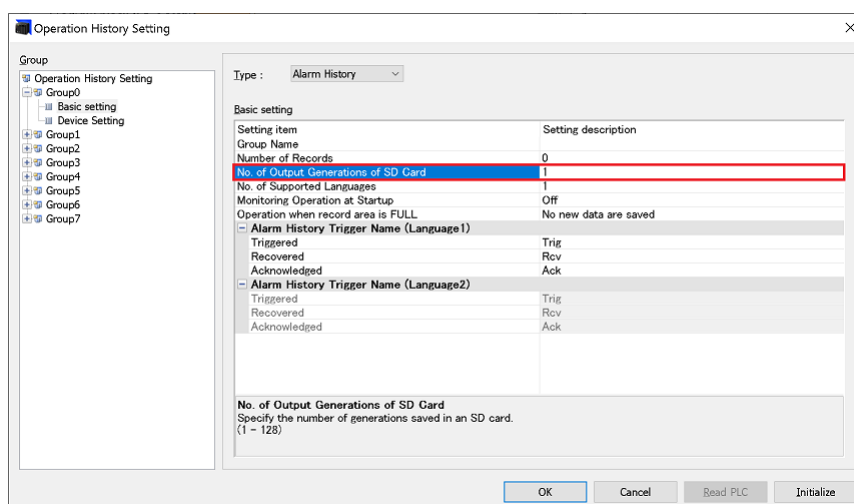 Operation History Setting
Group
Operation History Setting
Group0
Basic setting
Device Setting
Group1
Group2
Group3
Group4
Group5
Group6
Group7
Type : Alarm History
Basic setting
Setting item Setting description
Group Name
Number of Records 0
No. of Output Generations of SD Card 1
No. of Supported Languages 1
Monitoring Operation at Startup Off
Operation when record area is FULL No new data are saved
Alarm History Trigger Name (Language1)
Triggered Trig
Recovered Rcv
Acknowledged Ack
Alarm History Trigger Name (Language2)
Triggered Trig
Recovered Rcv
Acknowledged Ack
No. of Output Generations of SD Card
Specify the number of generations saved in an SD card.
(1 - 128)
OK Cancel Read PLC Initialize